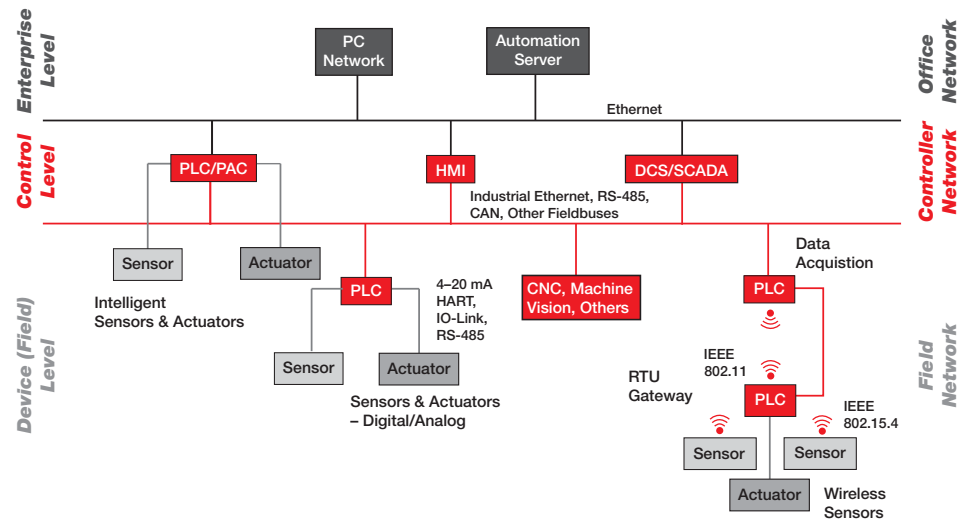 Enterprise
Level
PC
Network
Automation
Server
Office
Network
Ethernet
Control
Level
PLC/PAC
HMI
DCS/SCADA
Controller
Network
Industrial Ethernet, RS-485,
CAN, Other Fieldbuses
Device (Field)
Level
Sensor
Actuator
Intelligent
Sensors & Actuators
PLC
4–20 mA
HART,
IO-Link,
RS-485
Sensor
Actuator
Sensors & Actuators
– Digital/Analog
CNC, Machine
Vision, Others
Data
Acquistion
PLC
IEEE
802.11
RTU
Gateway
PLC
IEEE
802.15.4
Sensor
Sensor
Actuator
Wireless
Sensors
Field
Network